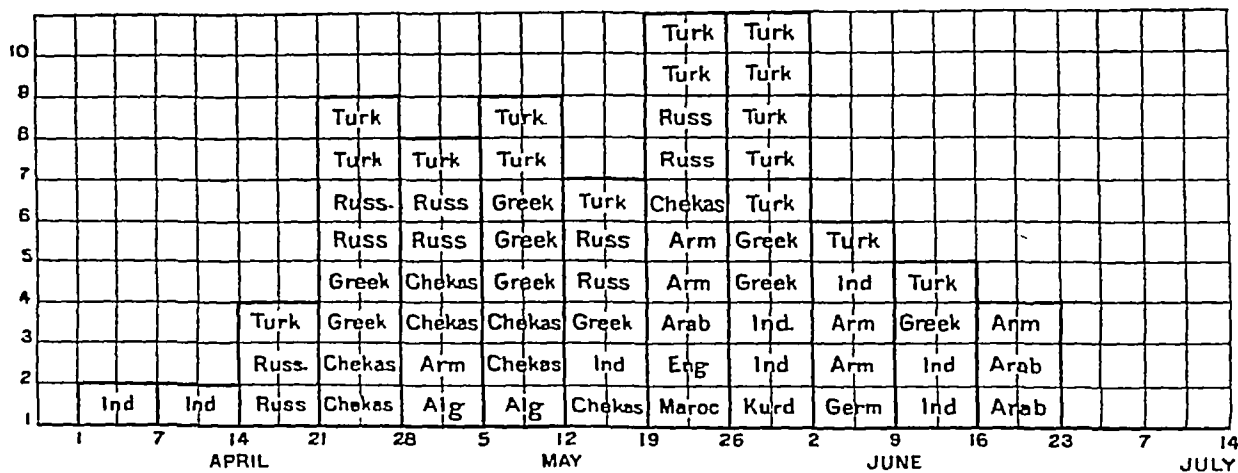 Turk Turk
10
Turk Turk
9
Turk Turk. Russ Turk
8
Turk Turk Turk Russ Turk
7
Russ. Russ Greek Turk Chekas Turk
6
Russ Russ Greek Russ Arm Greek Turk
5
Greek Chekas Greek Russ Arm Greek Ind Turk
4
Turk Greek Chekas Chekas Greek Arab Ind. Arm Greek Arm
3
Russ. Chekas Arm Chekas Ind Eng Ind Arm Ind Arab
2
Ind Ind Russ Chekas Alg Alg Chekas Maroc Kurd Germ Ind Arab
1
1 7 14 21 28 5 12 19 26 2 9 16 23 7 14
APRIL MAY JUNE JULY